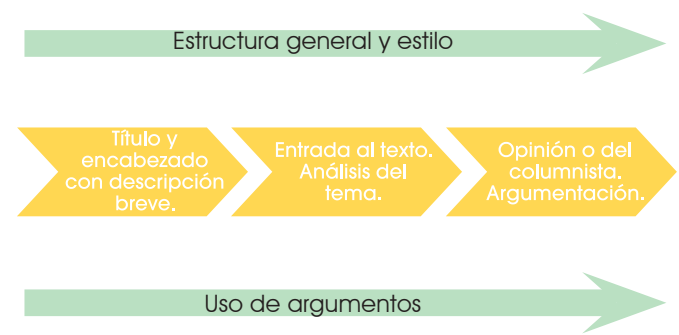 Estructura general y estilo
Título y
encabezado
con descripción
breve.
Entrada al texto.
Análisis del
tema.
Opinión o del
columnista.
Argumentación.
Uso de argumentos